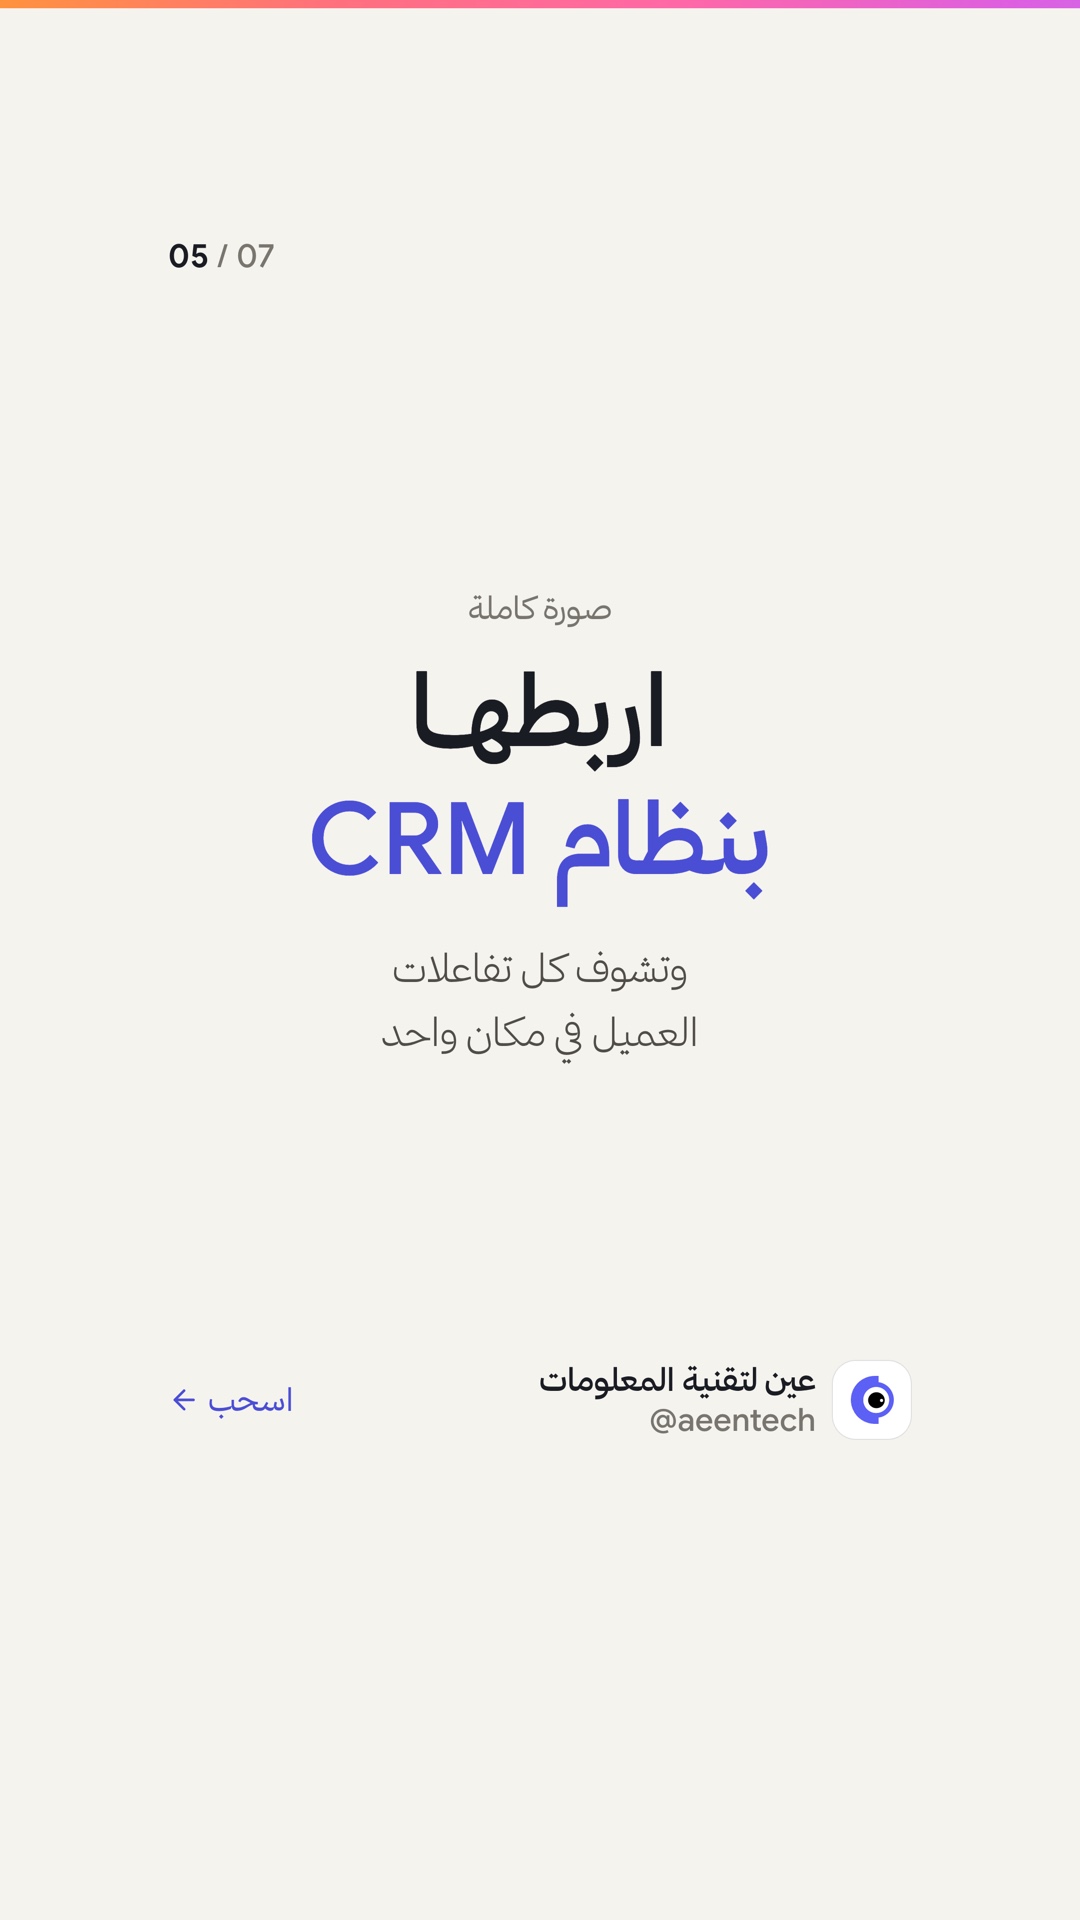 05 / 07
صورة كاملة
اربطها
بنظام CRM
وتشوف كل تفاعلات
العميل في مكان واحد
عين لتقنية المعلومات
@aeentech
اسحب ←